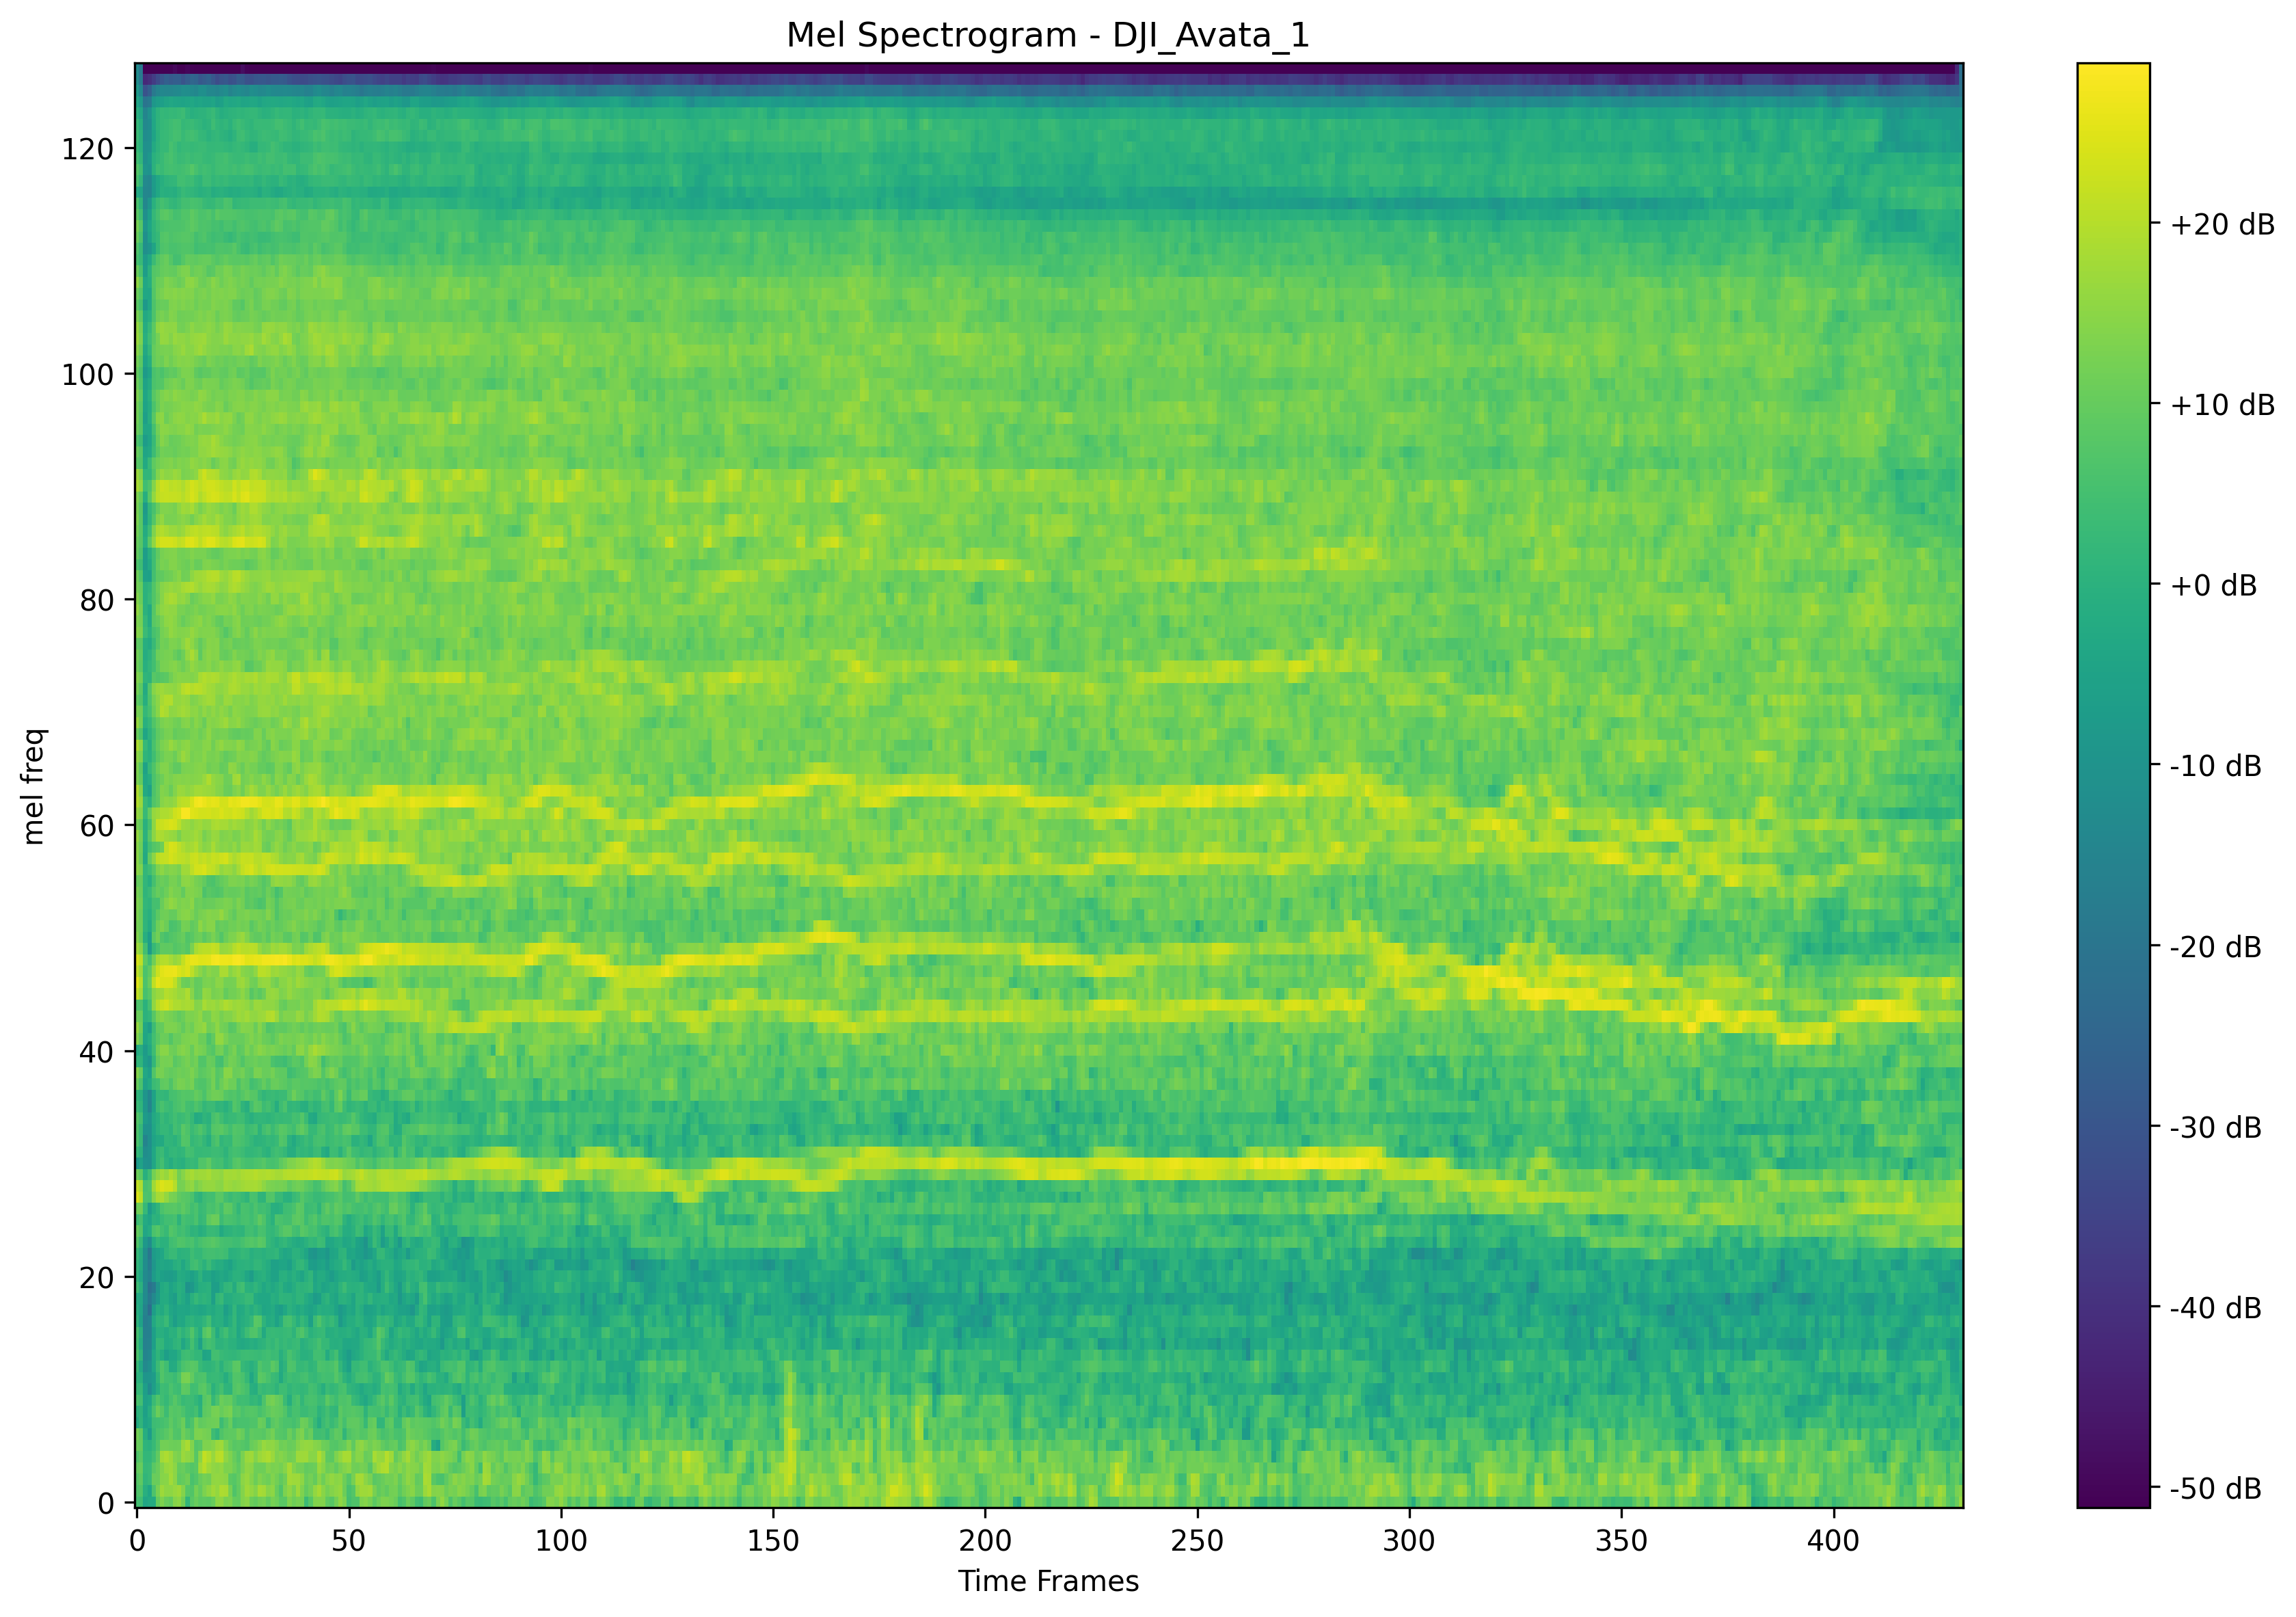 Mel Spectrogram - DJI_Avata_1
mel freq
120
100
80
60
40
20
0
0 50 100 150 200 250 300 350 400
Time Frames
+20 dB
+10 dB
+0 dB
-10 dB
-20 dB
-30 dB
-40 dB
-50 dB